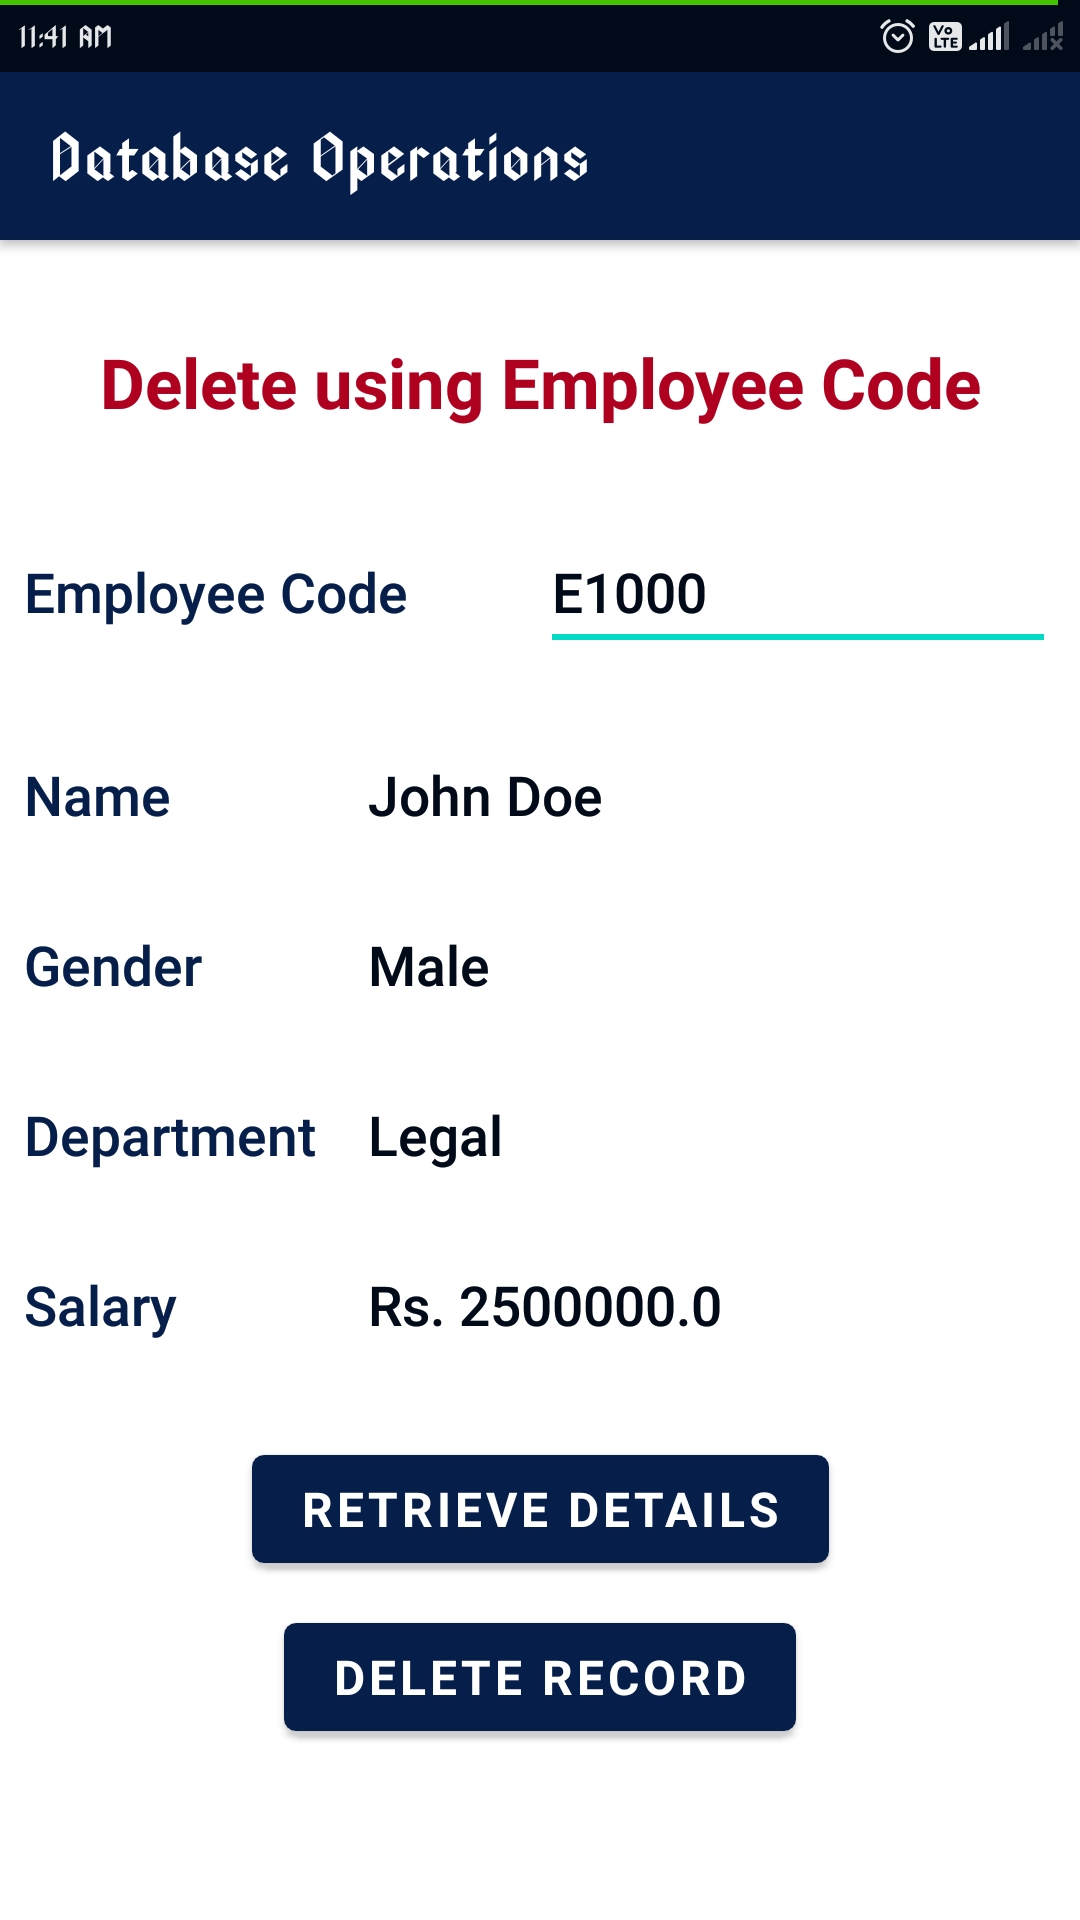 11:41 AM
Vo LTE
Database Operations
Delete using Employee Code
Employee Code E1000
Name John Doe
Gender Male
Department Legal
Salary Rs. 2500000.0
RETRIEVE DETAILS
DELETE RECORD